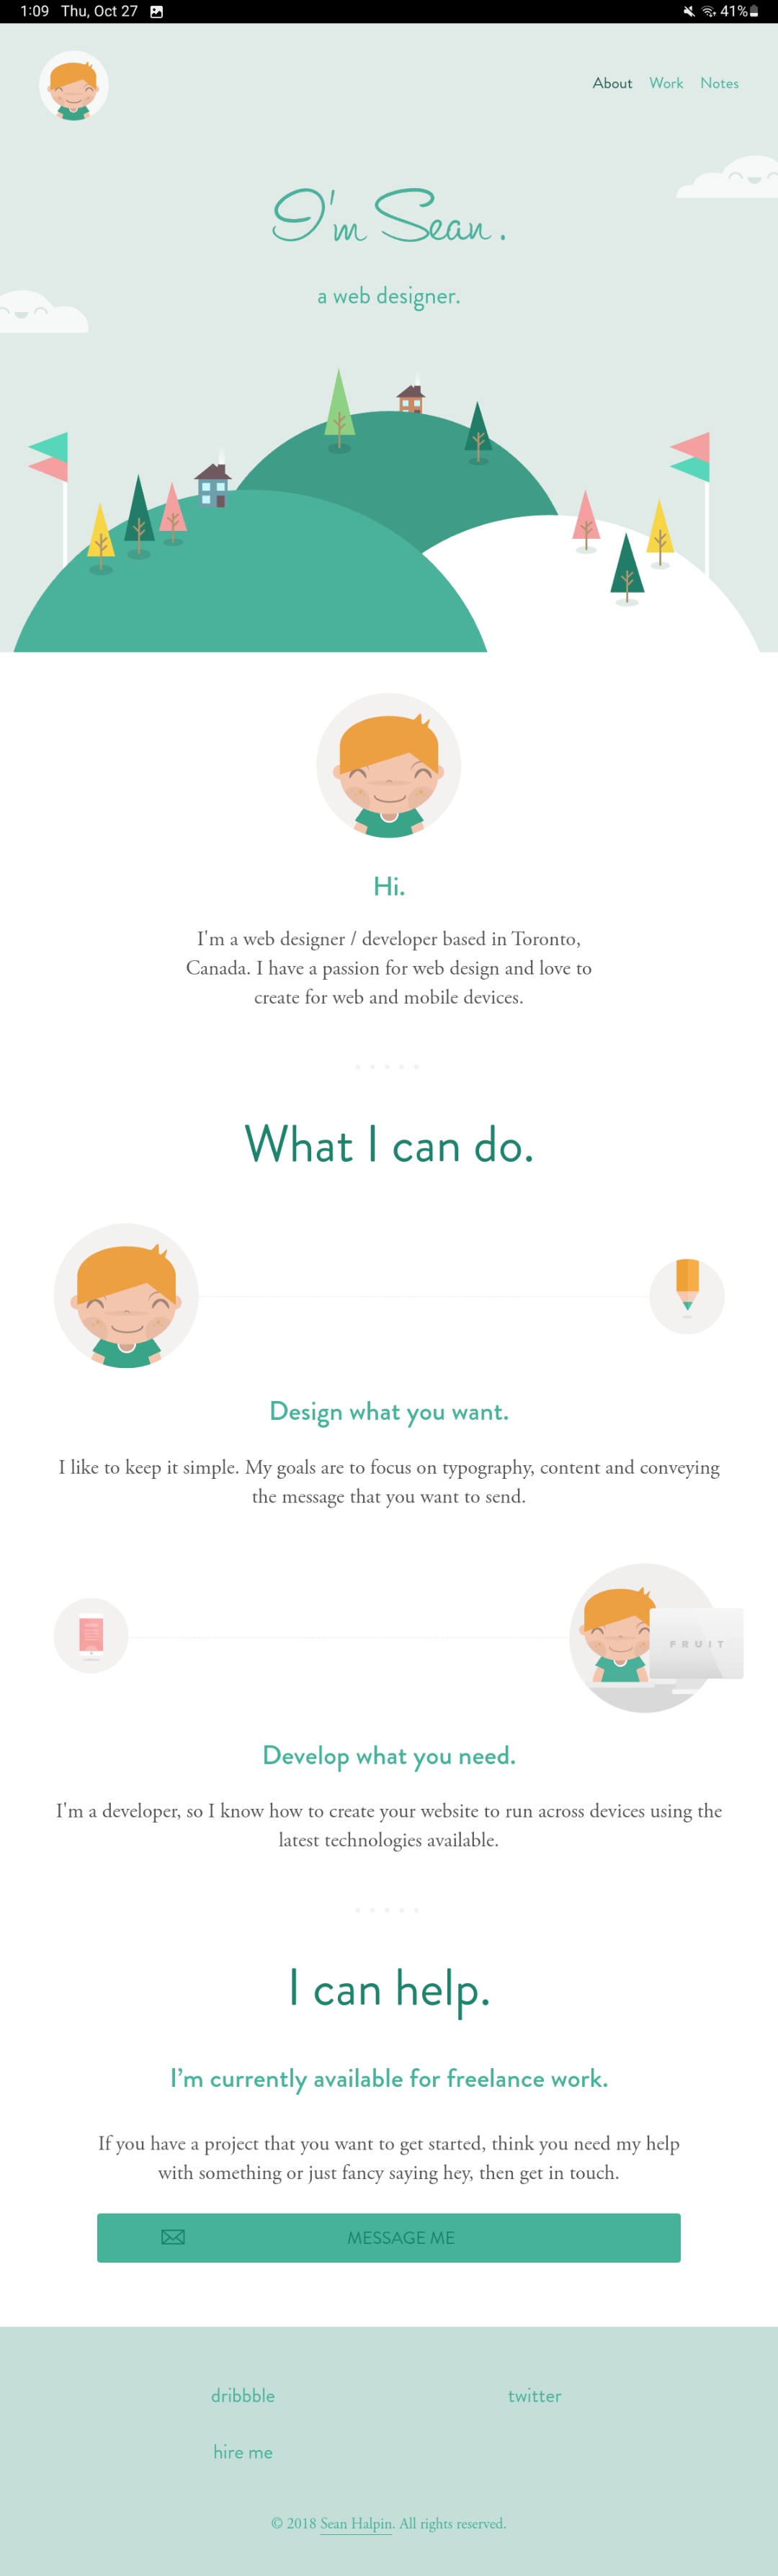 1:09 Thu, Oct 27 41%
About Work Notes
I'm Sean.
a web designer.
Hi.
I'm a web designer / developer based in Toronto,
Canada. I have a passion for web design and love to
create for web and mobile devices.
What I can do.
Design what you want.
I like to keep it simple. My goals are to focus on typography, content and conveying
the message that you want to send.
FRUIT
Develop what you need.
I'm a developer, so I know how to create your website to run across devices using the
latest technologies available.
I can help.
I’m currently available for freelance work.
If you have a project that you want to get started, think you need my help
with something or just fancy saying hey, then get in touch.
MESSAGE ME
dribbble twitter
hire me
© 2018 Sean Halpin. All rights reserved.